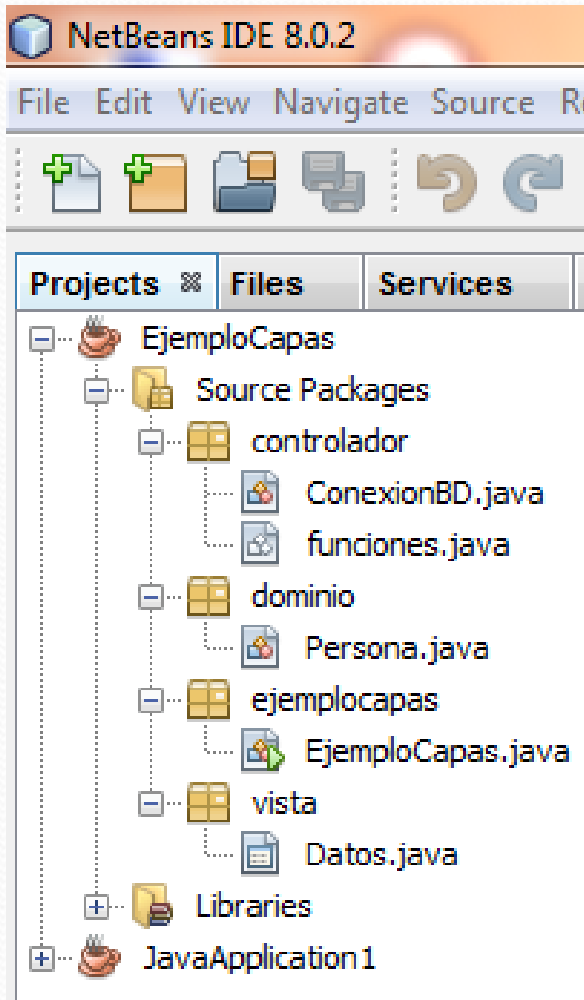 NetBeans IDE 8.0.2
File Edit View Navigate Source
Projects Files Services
EjemploCapas
Source Packages
controlador
ConexionBD.java
funciones.java
dominio
Persona.java
ejemplocapas
EjemploCapas.java
vista
Datos.java
Libraries
JavaApplication1